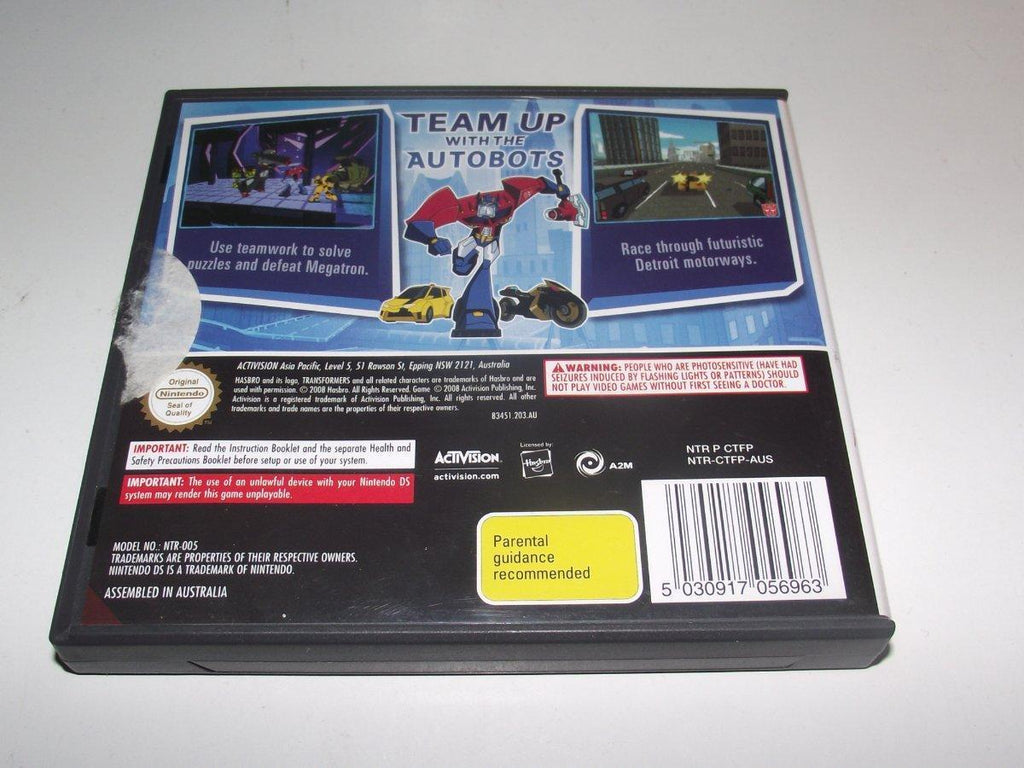 TEAM UP
WITH THE
AUTOBOTS
Use teamwork to solve
puzzles and defeat Megatron.
Race through futuristic
Detroit motorways.
ACTIVISION Asia Pacific, Level 5, 51 Rawson St, Epping NSW 2121, Australia
HASBRO and its logo, TRANSFORMERS and all related characters are trademarks of Hasbro and are
used with permission. © 2008 Hasbro. All Rights Reserved. Game © 2008 Activision Publishing, Inc.
Activision is a registered trademark of Activision Publishing, Inc. All rights reserved. All other
trademarks and trade names are the properties of their respective owners.
83451.203.AU
WARNING: PEOPLE WHO ARE PHOTOSENSITIVE (HAVE HAD
SEIZURES INDUCED BY FLASHING LIGHTS OR PATTERNS) SHOULD
NOT PLAY VIDEO GAMES WITHOUT FIRST SEEING A DOCTOR.
Original
Nintendo
Seal of
Quality
TM
IMPORTANT: Read the Instruction Booklet and the separate Health and
Safety Precautions Booklet before setup or use of your system.
IMPORTANT: The use of an unlawful device with your Nintendo DS
system may render this game unplayable.
ACTIVISION.
activision.com
Licensed by:
Hasbro
A2M
NTR P CTFP
NTR-CTFP-AUS
MODEL NO.: NTR-005
TRADEMARKS ARE PROPERTIES OF THEIR RESPECTIVE OWNERS.
NINTENDO DS IS A TRADEMARK OF NINTENDO.
ASSEMBLED IN AUSTRALIA
Parental
guidance
recommended
5 030917 056963